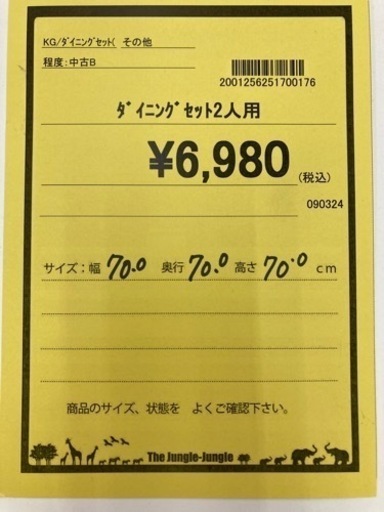 KG/ﾀﾞｲﾆﾝｸﾞｾｯﾄ( その他
程度:中古B
2001256251700176
ﾀﾞｲﾆﾝｸﾞｾｯﾄ2人用
¥6,980(税込)
090324
サイズ:幅 70.0 奥行 70.0 高さ 70.0 cm
商品のサイズ、状態を よくご確認下さい。
The Jungle-Jungle